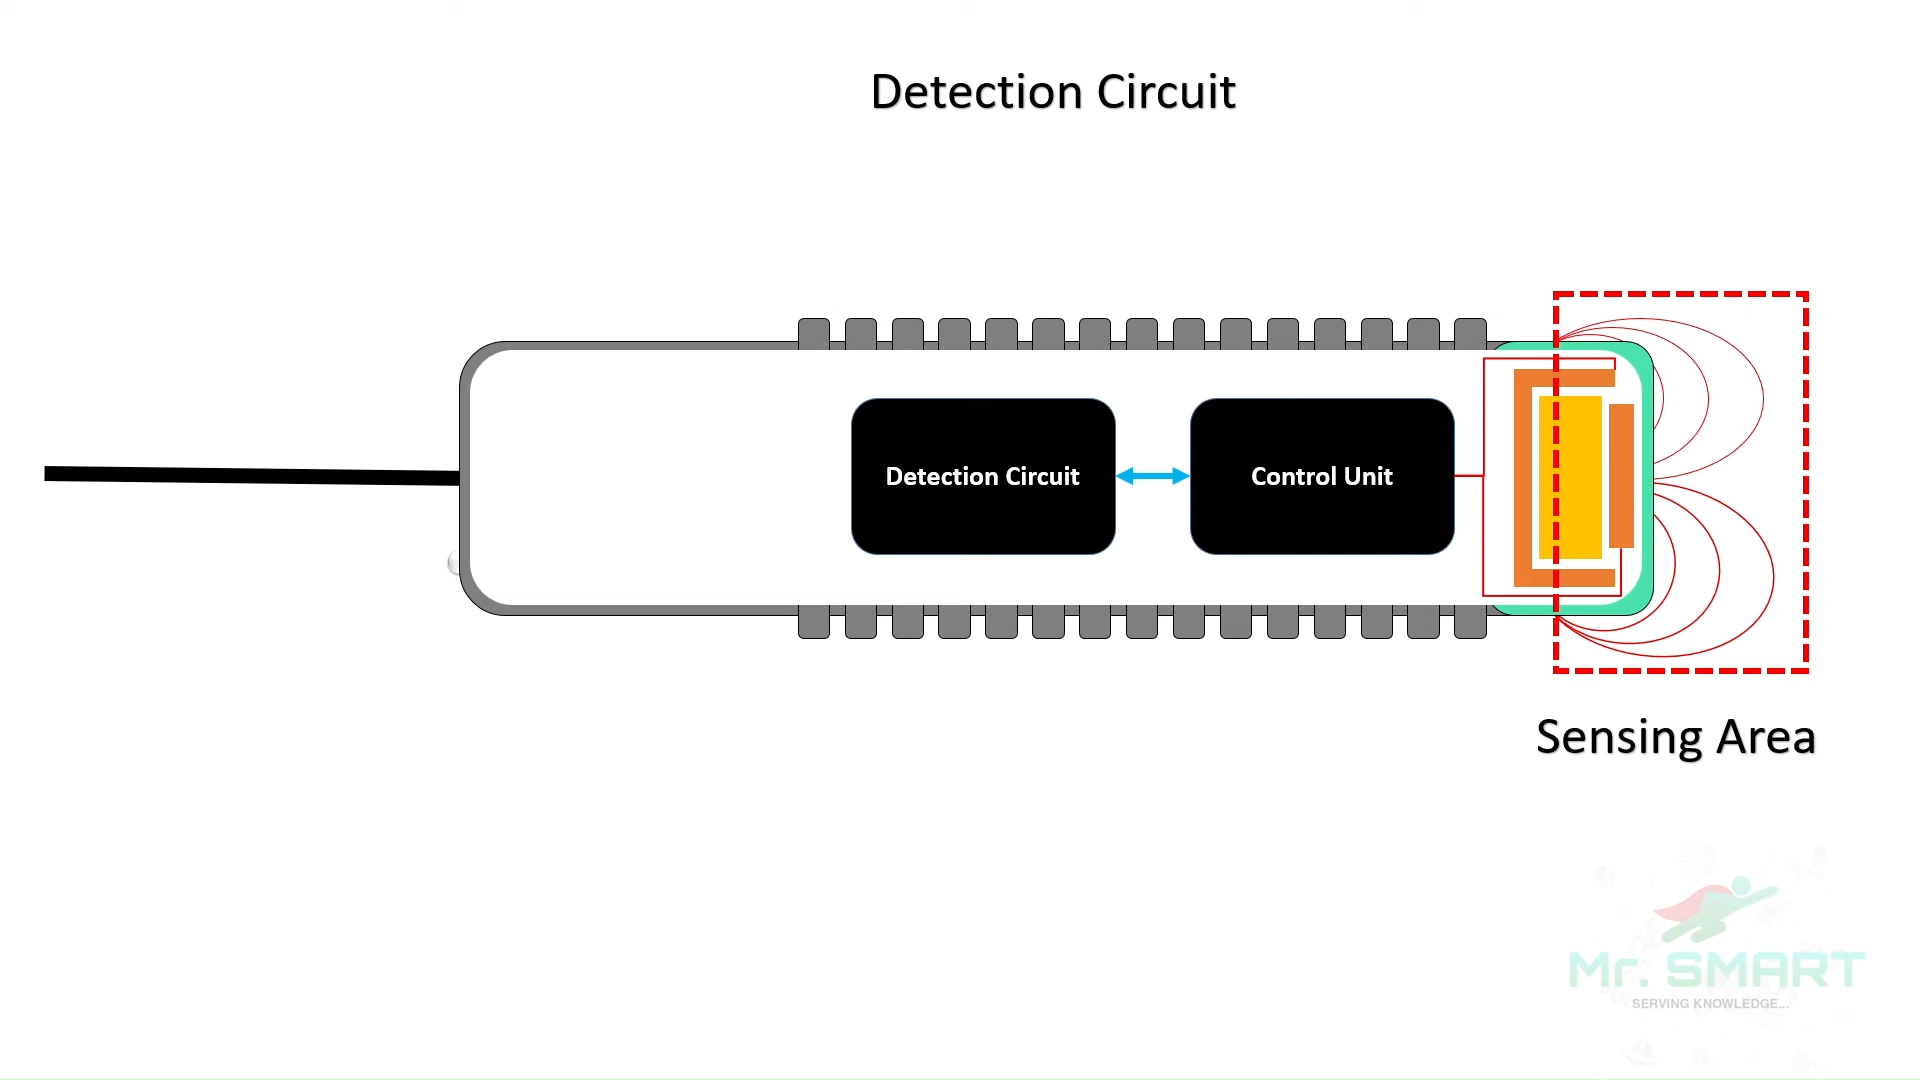 Detection Circuit
Detection Circuit
Control Unit
Sensing Area
Mr. SMART
SERVING KNOWLEDGE...